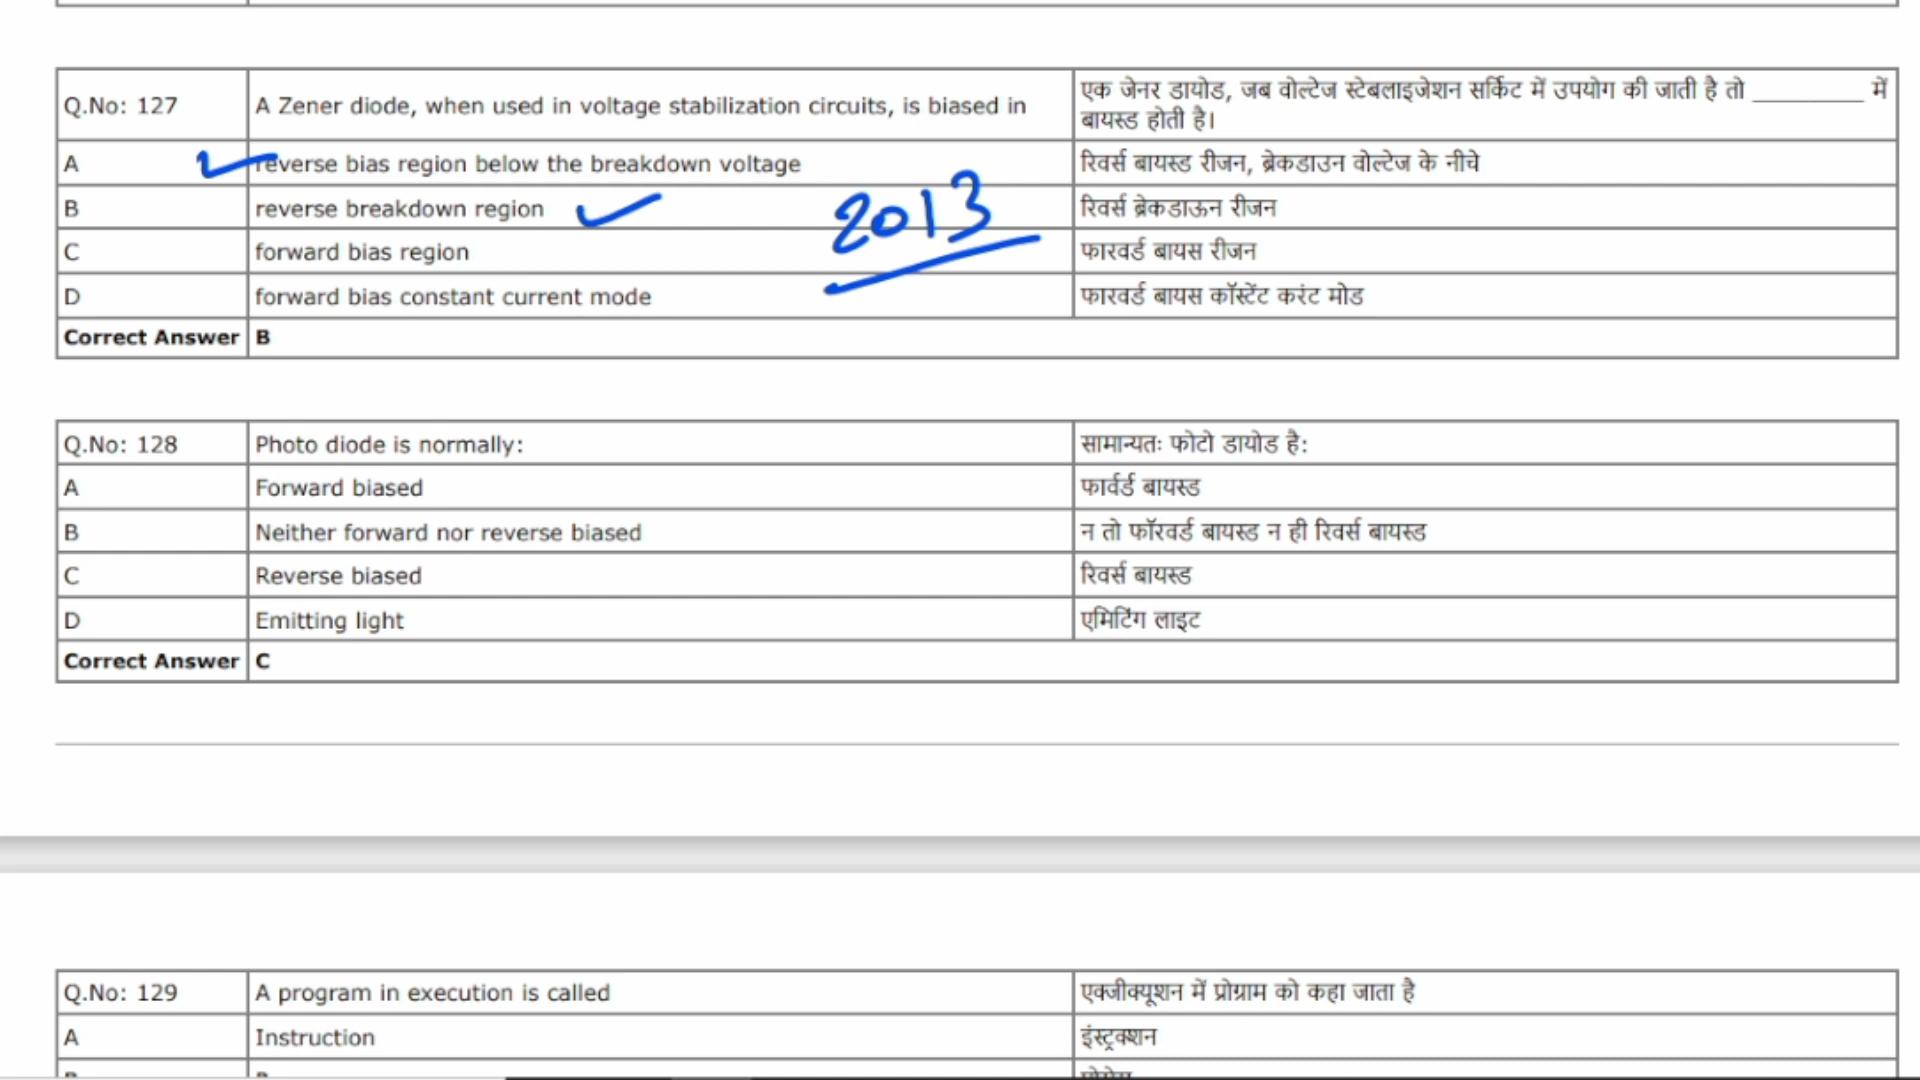 Q.No: 127
A Zener diode, when used in voltage stabilization circuits, is biased in
एक जेनर डायोड, जब वोल्टेज स्टेबलाइजेशन सर्किट में उपयोग की जाती है तो _________ में
बायस्ड होती है।
A
reverse bias region below the breakdown voltage
रिवर्स बायस्ड रीजन, ब्रेकडाउन वोल्टेज के नीचे
B
reverse breakdown region
2013
रिवर्स ब्रेकडाऊन रीजन
C
forward bias region
फारवर्ड बायस रीजन
D
forward bias constant current mode
फारवर्ड बायस कॉस्टेंट करंट मोड
Correct Answer
B
Q.No: 128
Photo diode is normally:
सामान्यतः फोटो डायोड है:
A
Forward biased
फार्वर्ड बायस्ड
B
Neither forward nor reverse biased
न तो फॉरवर्ड बायस्ड न ही रिवर्स बायस्ड
C
Reverse biased
रिवर्स बायस्ड
D
Emitting light
एमिटिंग लाइट
Correct Answer
C
Q.No: 129
A program in execution is called
एक्जीक्यूशन में प्रोग्राम को कहा जाता है
A
Instruction
इंस्ट्रक्शन